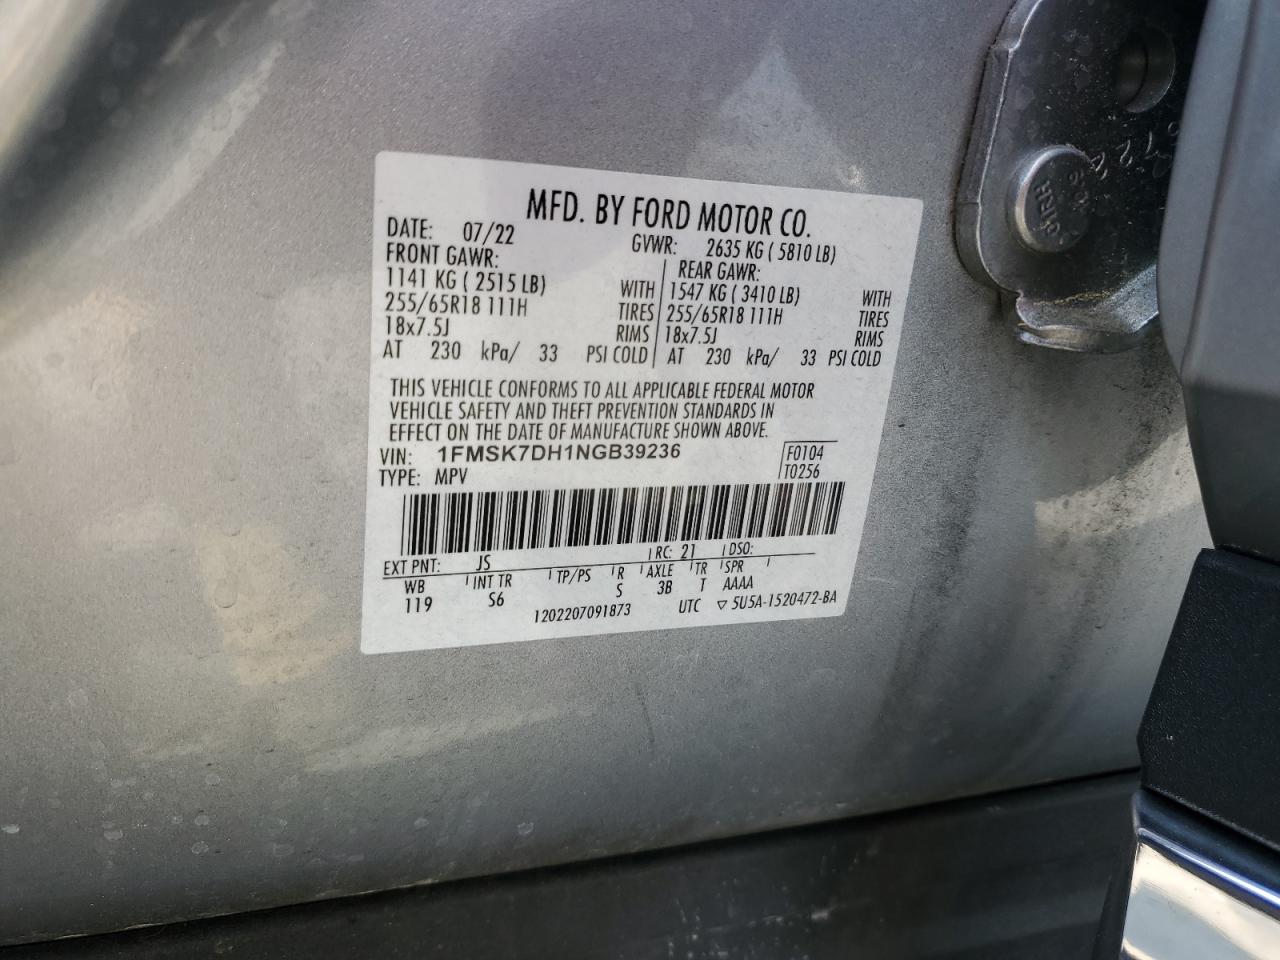 MFD. BY FORD MOTOR CO.
DATE: 07/22 GVWR: 2635 KG ( 5810 LB)
FRONT GAWR: REAR GAWR:
1141 KG ( 2515 LB) WITH 1547 KG ( 3410 LB) WITH
255/65R18 111H TIRES 255/65R18 111H TIRES
18x7.5J RIMS 18x7.5J RIMS
AT 230 kPa/ 33 PSI COLD AT 230 kPa/ 33 PSI COLD
THIS VEHICLE CONFORMS TO ALL APPLICABLE FEDERAL MOTOR
VEHICLE SAFETY AND THEFT PREVENTION STANDARDS IN
EFFECT ON THE DATE OF MANUFACTURE SHOWN ABOVE.
VIN: 1FMSK7DH1NGB39236 F0104
TYPE: MPV T0256
EXT PNT: JS RC: 21 DSO:
WB INT TR TP/PS R AXLE TR SPR
119 S6 S 3B T AAAA
1202207091873 UTC ▽ 5U5A-1520472-BA